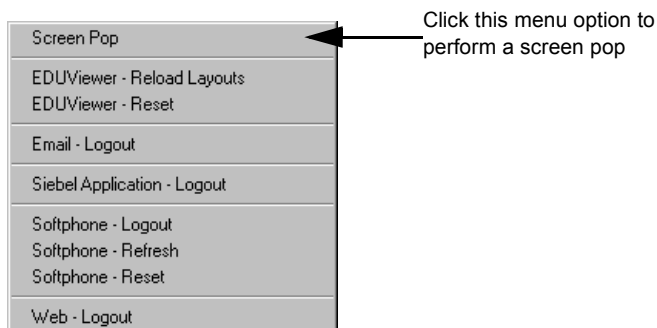 Screen Pop
Click this menu option to
perform a screen pop
EDUViewer - Reload Layouts
EDUViewer - Reset
Email - Logout
Siebel Application - Logout
Softphone - Logout
Softphone - Refresh
Softphone - Reset
Web - Logout